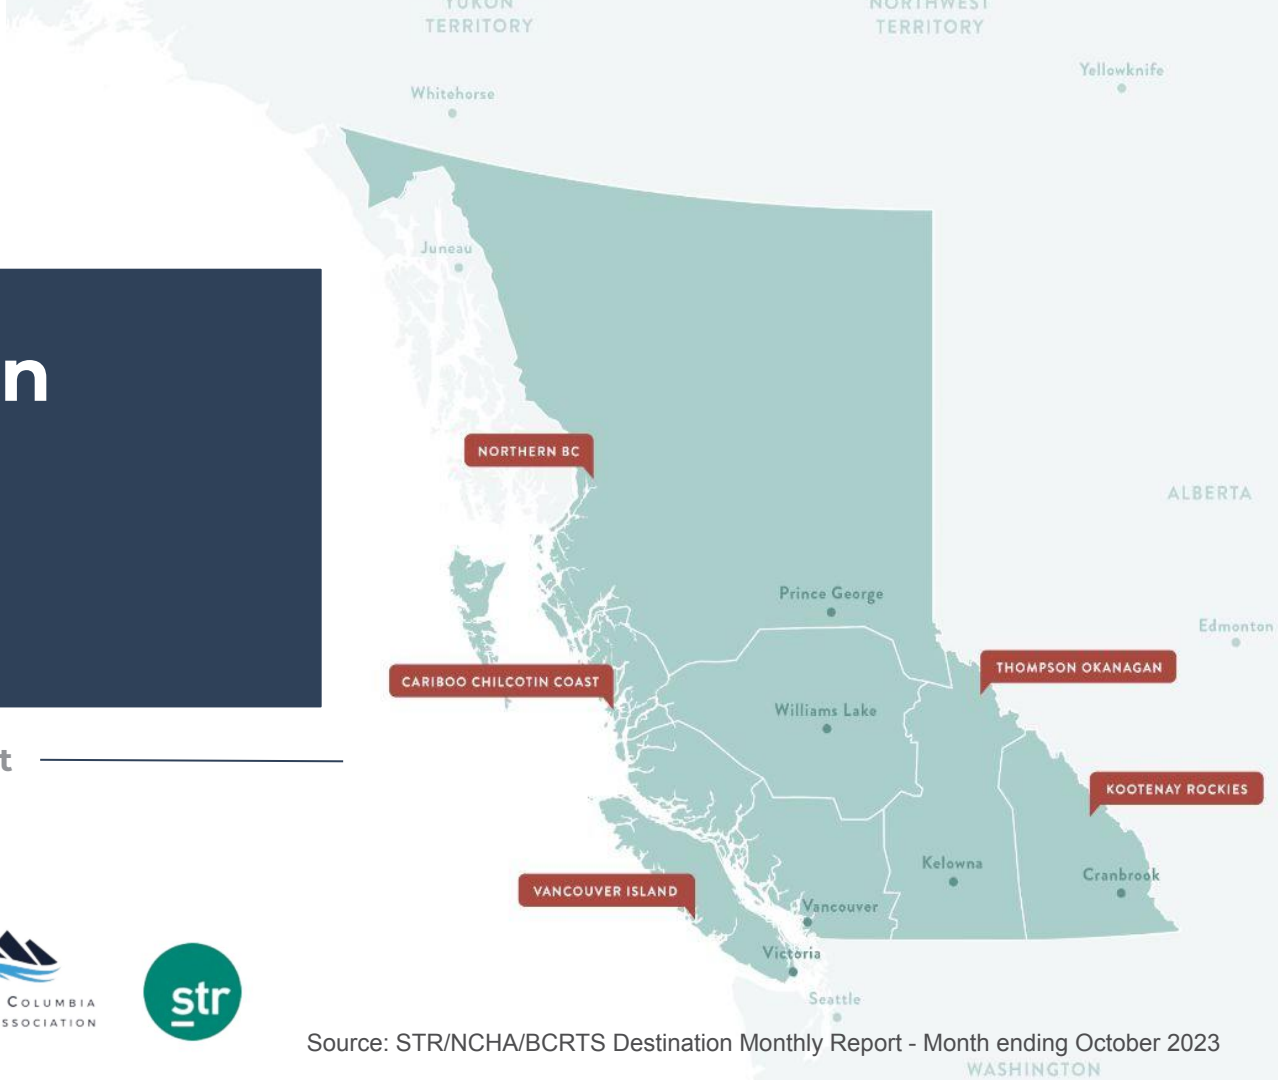 YUKON
TERRITORY
NORTHWEST
TERRITORY
Yellowknife
Whitehorse
Juneau
n
NORTHERN BC
ALBERTA
Prince George
Edmonton
THOMPSON OKANAGAN
CARIBOO CHILCOTIN COAST
Williams Lake
t
KOOTENAY ROCKIES
Kelowna
Cranbrook
VANCOUVER ISLAND
Vancouver
Victoria
COLUMBIA
SSOCIATION
str
Seattle
Source: STR/NCHA/BCRTS Destination Monthly Report - Month ending October 2023
WASHINGTON